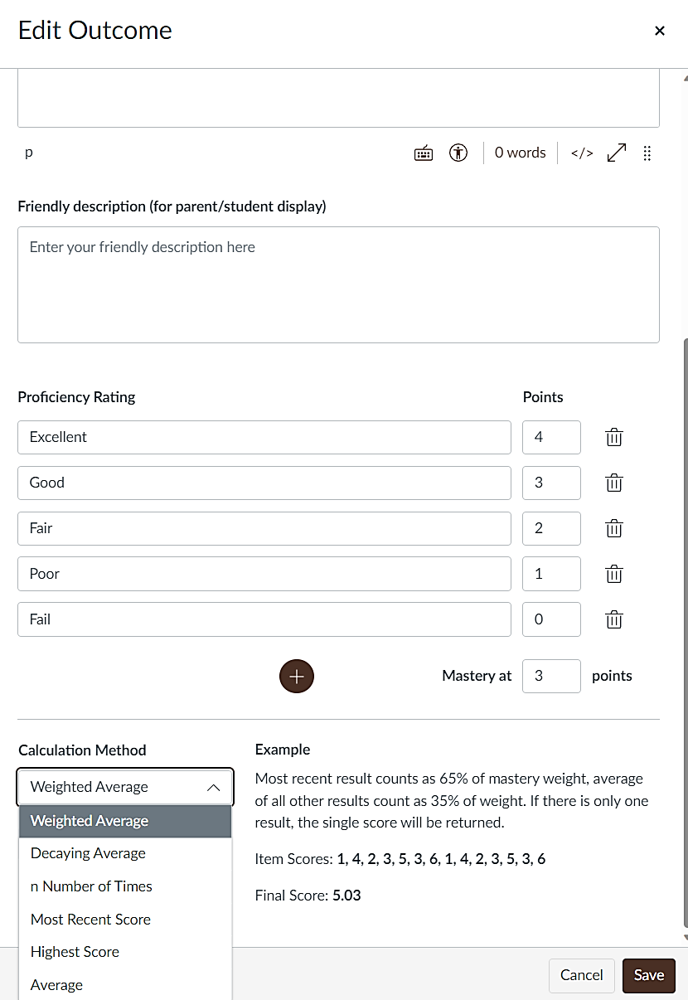 Edit Outcome
p
0 words
</>
Friendly description (for parent/student display)
Enter your friendly description here
Proficiency Rating
Points
Excellent
4
Good
3
Fair
2
Poor
1
Fail
0
Mastery at
3
points
Calculation Method
Weighted Average
Weighted Average
Decaying Average
n Number of Times
Most Recent Score
Highest Score
Average
Example
Most recent result counts as 65% of mastery weight, average
of all other results count as 35% of weight. If there is only one
result, the single score will be returned.
Item Scores: 1, 4, 2, 3, 5, 3, 6, 1, 4, 2, 3, 5, 3, 6
Final Score: 5.03
Cancel
Save